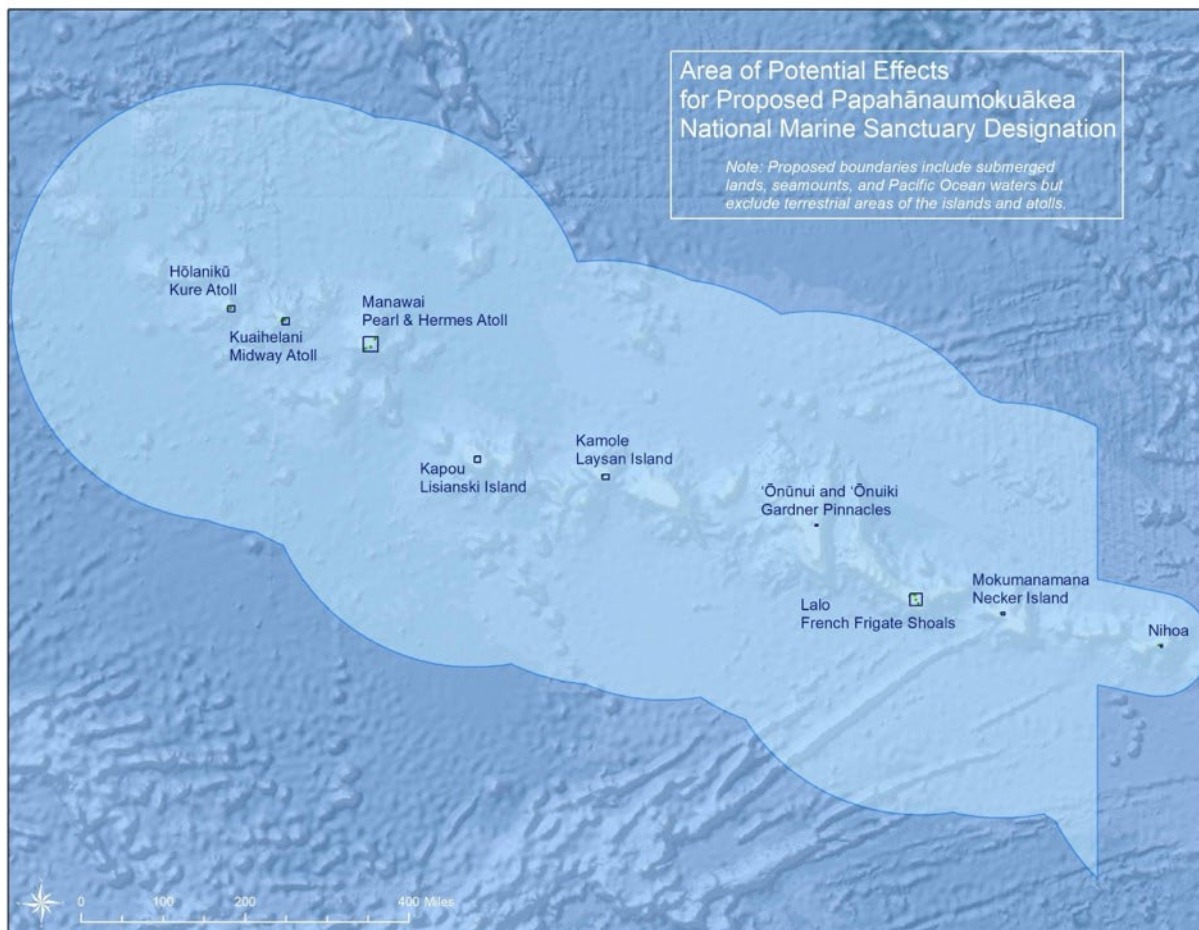 Area of Potential Effects
for Proposed Papahānaumokuākea
National Marine Sanctuary Designation
Note: Proposed boundaries include submerged
lands, seamounts, and Pacific Ocean waters but
exclude terrestrial areas of the islands and atolls.
Hōlanikū
Kure Atoll
Kuaihelani
Midway Atoll
Manawai
Pearl & Hermes Atoll
Kapou
Lisianski Island
Kamole
Laysan Island
ʻŌnūnui and ʻŌnuiki
Gardner Pinnacles
Lalo
French Frigate Shoals
Mokumanamana
Necker Island
Nihoa
0 100 200 400 Miles